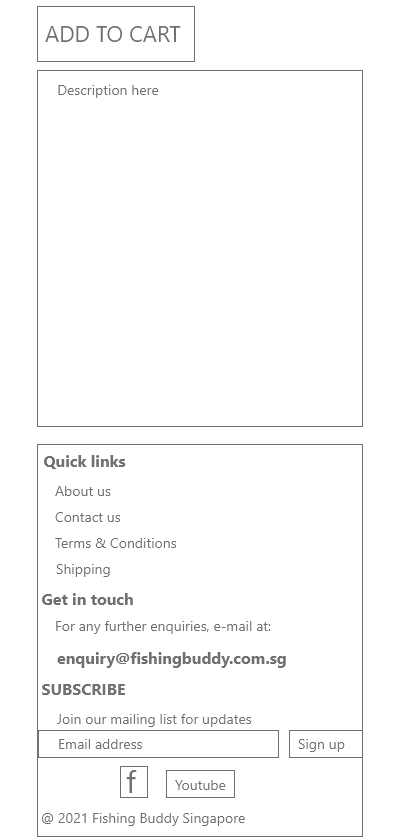 ADD TO CART
Description here
Quick links
About us
Contact us
Terms & Conditions
Shipping
Get in touch
For any further enquiries, e-mail at:
enquiry@fishingbuddy.com.sg
SUBSCRIBE
Join our mailing list for updates
Email address Sign up
f Youtube
@ 2021 Fishing Buddy Singapore